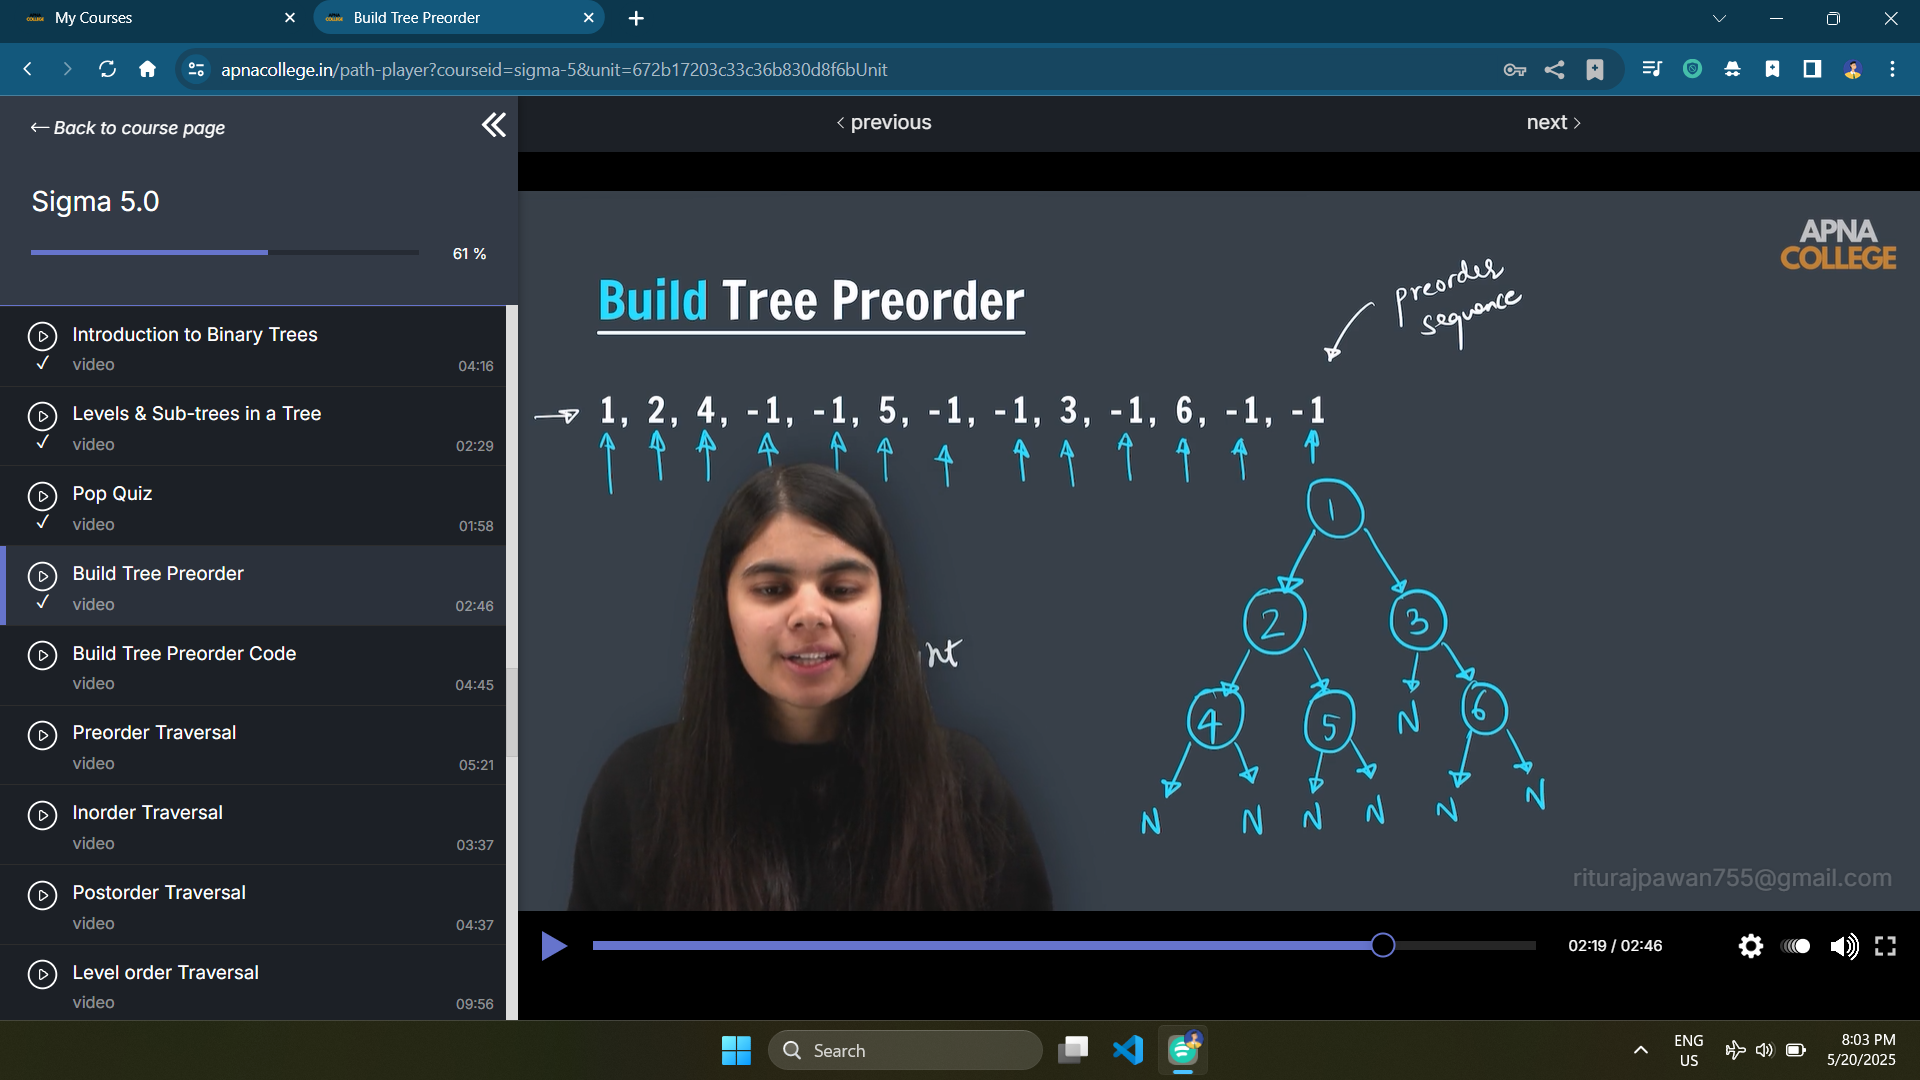 My Courses
Build Tree Preorder
apnacollege.in/path-player?courseid=sigma-5&unit=672b17203c33c36b830d8f6bUnit
← Back to course page
‹ previous
next ›
Sigma 5.0
61 %
Introduction to Binary Trees
video
04:16
Levels & Sub-trees in a Tree
video
02:29
Pop Quiz
video
01:58
Build Tree Preorder
video
02:46
Build Tree Preorder Code
video
04:45
Preorder Traversal
video
05:21
Inorder Traversal
video
03:37
Postorder Traversal
video
04:37
Level order Traversal
video
09:56
APNA
COLLEGE
Build Tree Preorder
preorder
sequence
1, 2, 4, -1, -1, 5, -1, -1, 3, -1, 6, -1, -1
1
2 3
4 5 N 6
N N N N N N
riturajpawan755@gmail.com
02:19 / 02:46
Search
ENG
US
8:03 PM
5/20/2025